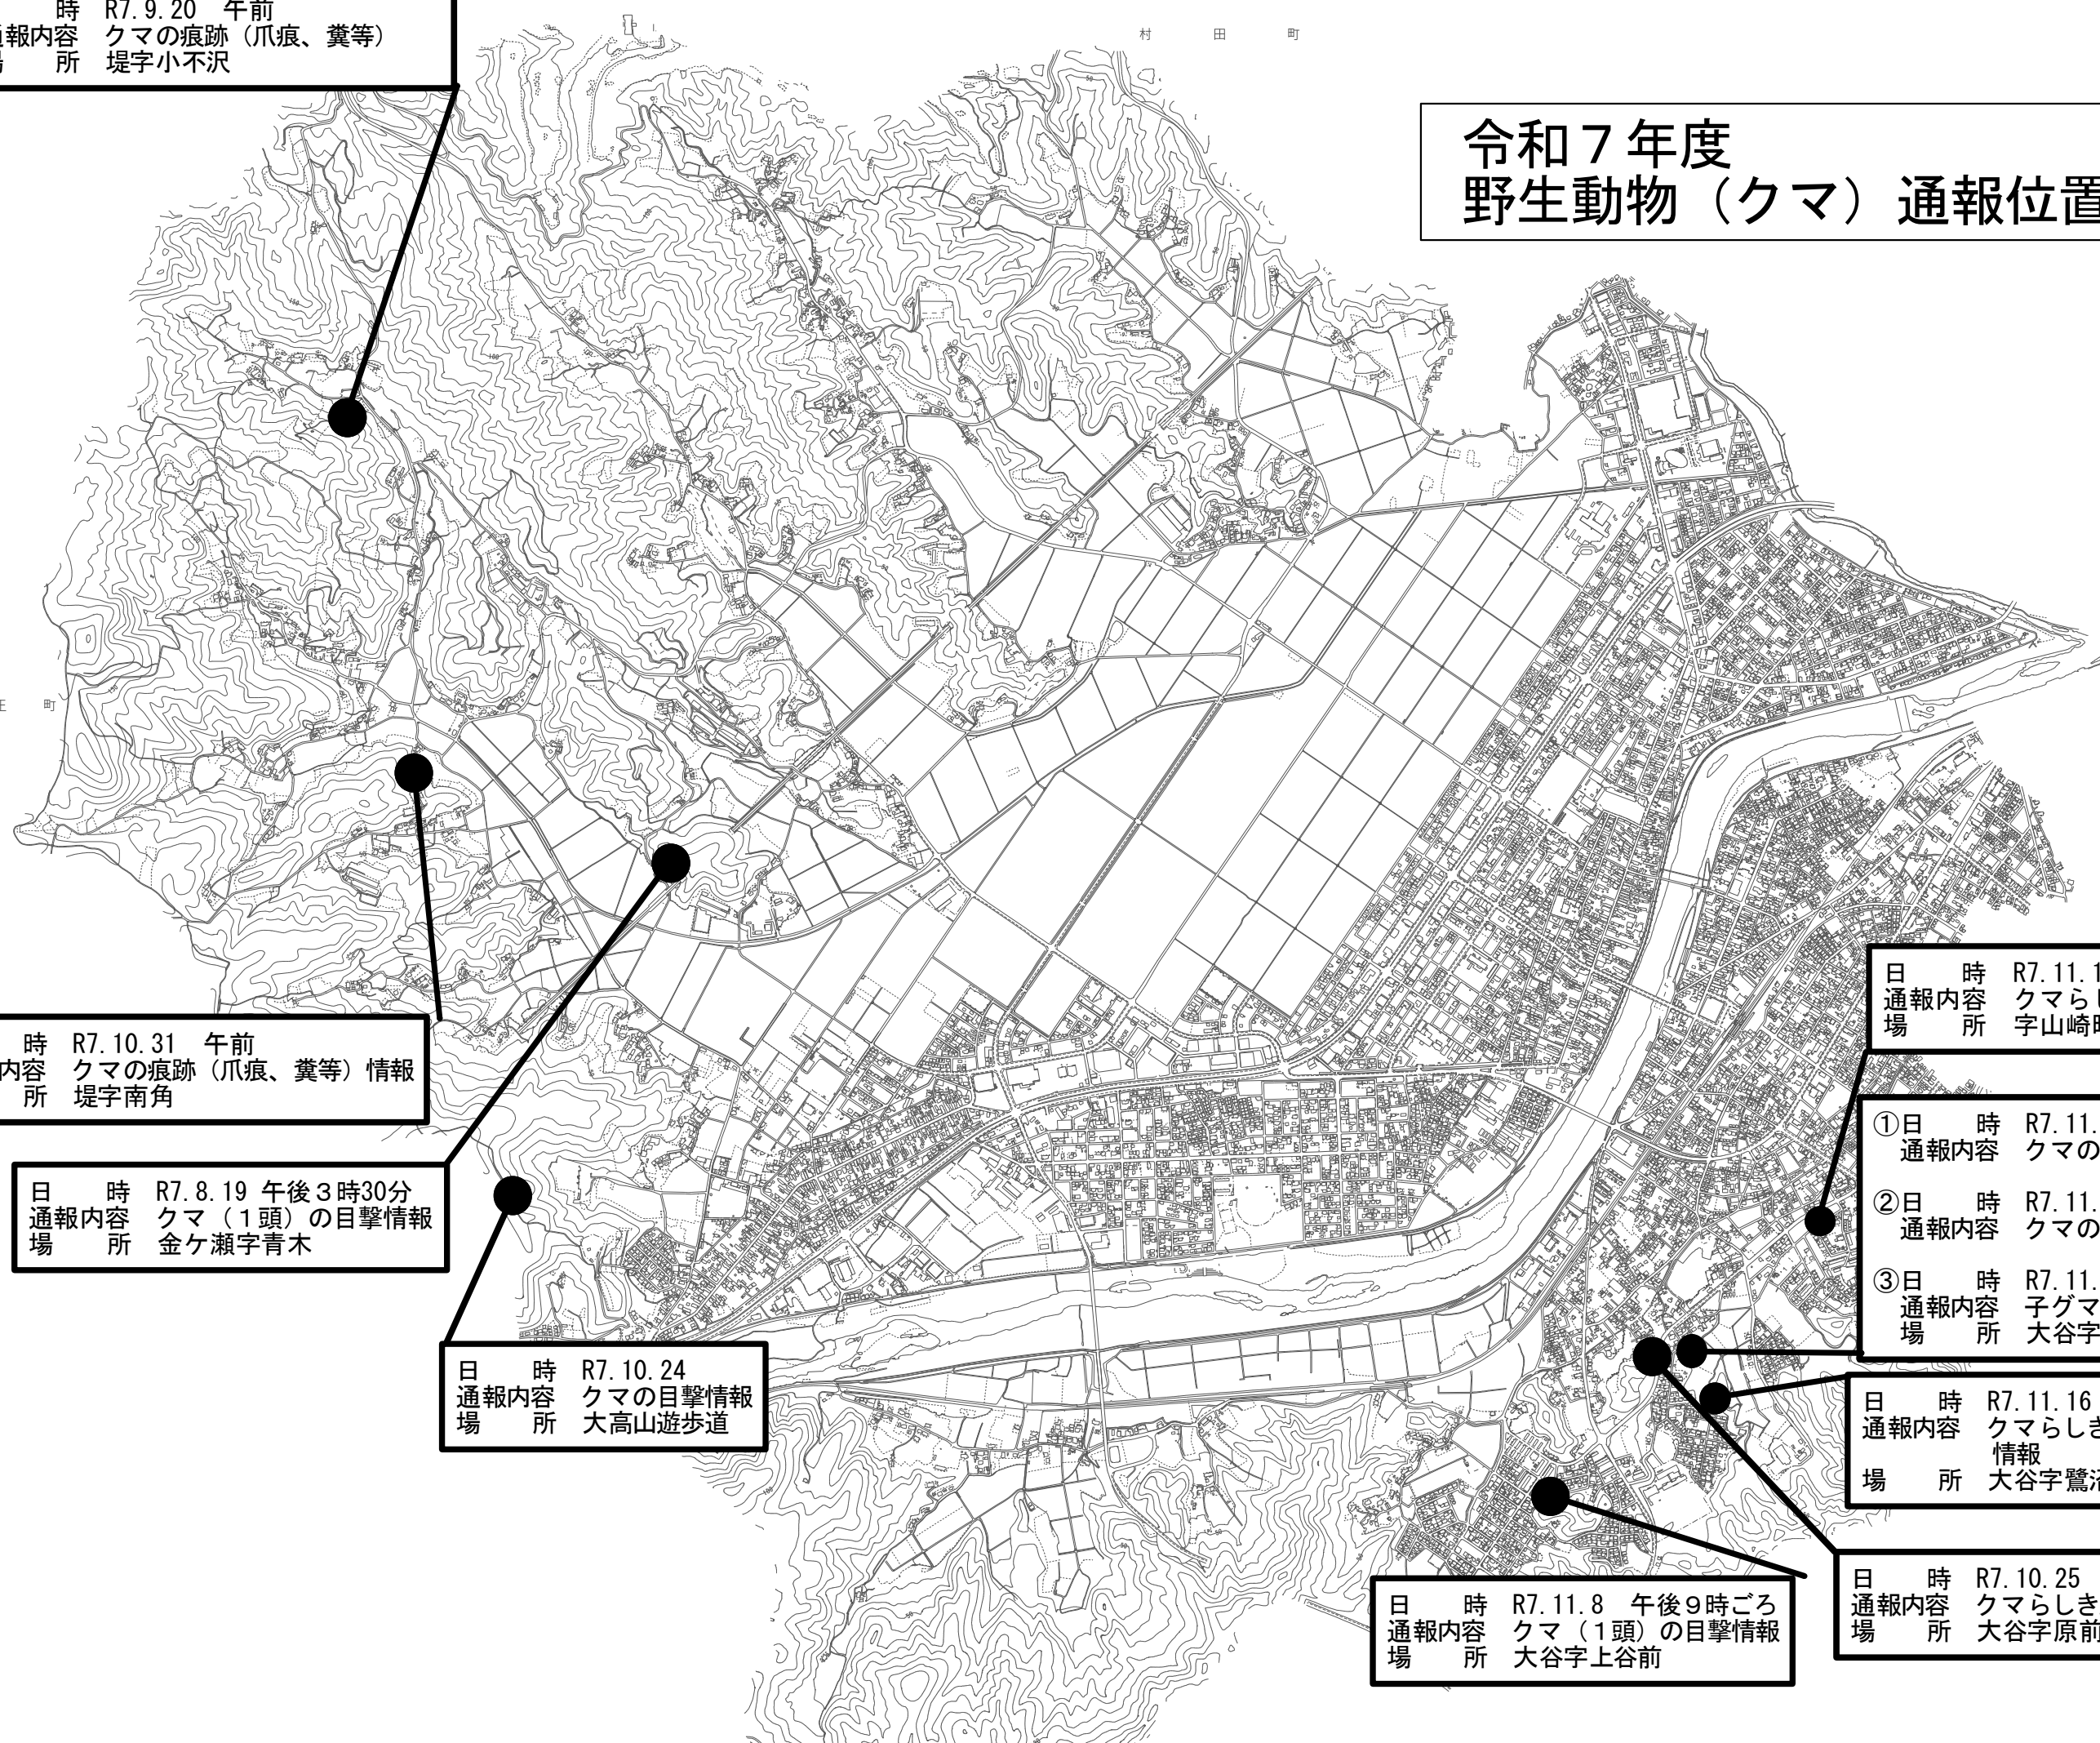 時 R7.9.20 午前
報内容 クマの痕跡（爪痕、糞等）
所 堤字小不沢
村 田 町
令和７年度
野生動物（クマ）通報位置
町
時 R7.10.31 午前
内容 クマの痕跡（爪痕、糞等）情報
所 堤字南角
日 時 R7.8.19 午後３時30分
通報内容 クマ（１頭）の目撃情報
場 所 金ケ瀬字青木
日 時 R7.10.24
通報内容 クマの目撃情報
場 所 大高山遊歩道
日 時 R7.11.1
通報内容 クマらし
場 所 字山崎町
①日 時 R7.11.
通報内容 クマの
②日 時 R7.11.
通報内容 クマの
③日 時 R7.11.
通報内容 子グマ
場 所 大谷字
日 時 R7.11.16
通報内容 クマらしき
情報
場 所 大谷字鷺沼
日 時 R7.10.25
通報内容 クマらしき
場 所 大谷字原前
日 時 R7.11.8 午後９時ごろ
通報内容 クマ（１頭）の目撃情報
場 所 大谷字上谷前